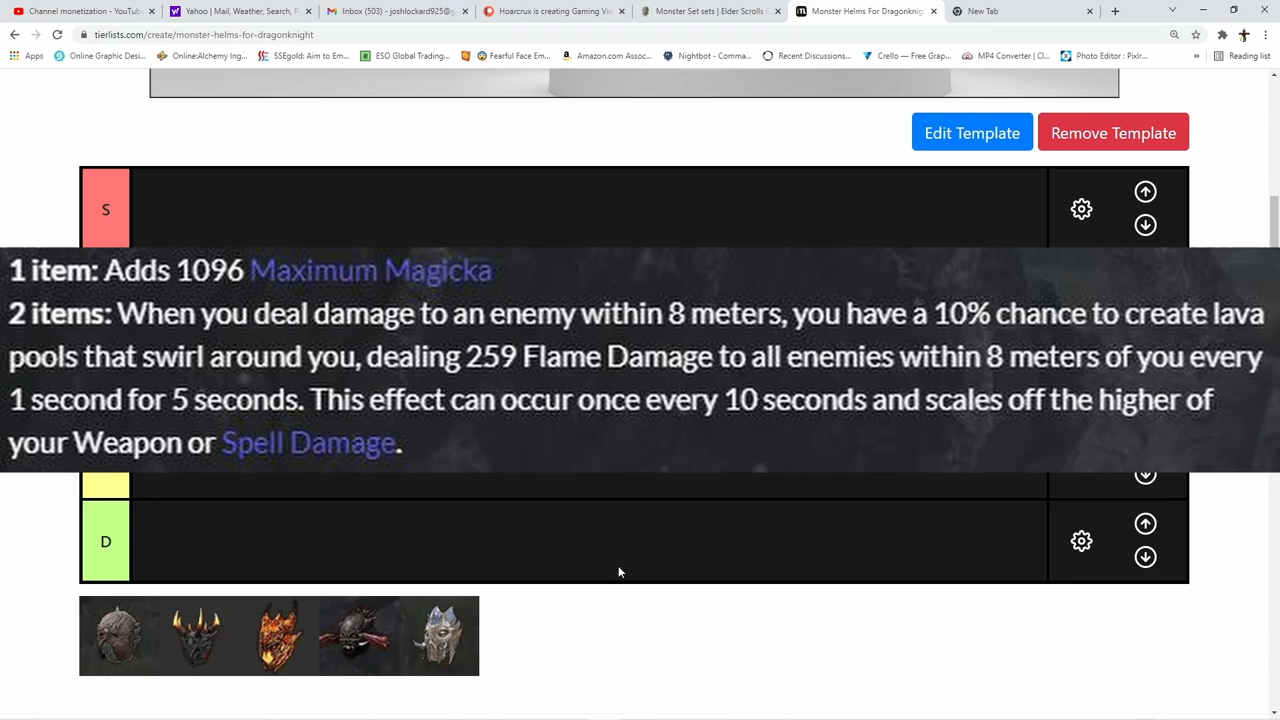 Channel monetization - YouTub
Yahoo | Mail, Weather, Search, P
Inbox (503) - joshlockard925@g
Hoarcrux is creating Gaming Vid
Monster Set sets | Elder Scrolls O
Monster Helms For Dragonknigh
New Tab
tierlists.com/create/monster-helms-for-dragonknight
Apps
Online Graphic Desi...
Online:Alchemy Ing...
SSEgold: Aim to Em...
ESO Global Trading...
Fearful Face Em...
Amazon.com Assoc...
Nightbot - Comma...
Recent Discussions...
Crello — Free Grap...
MP4 Converter | Cl...
Photo Editor : Pixlr...
»
Reading list
Edit Template
Remove Template
S
1 item: Adds 1096 Maximum Magicka
2 items: When you deal damage to an enemy within 8 meters, you have a 10% chance to create lava
pools that swirl around you, dealing 259 Flame Damage to all enemies within 8 meters of you every
1 second for 5 seconds. This effect can occur once every 10 seconds and scales off the higher of
your Weapon or Spell Damage.
D